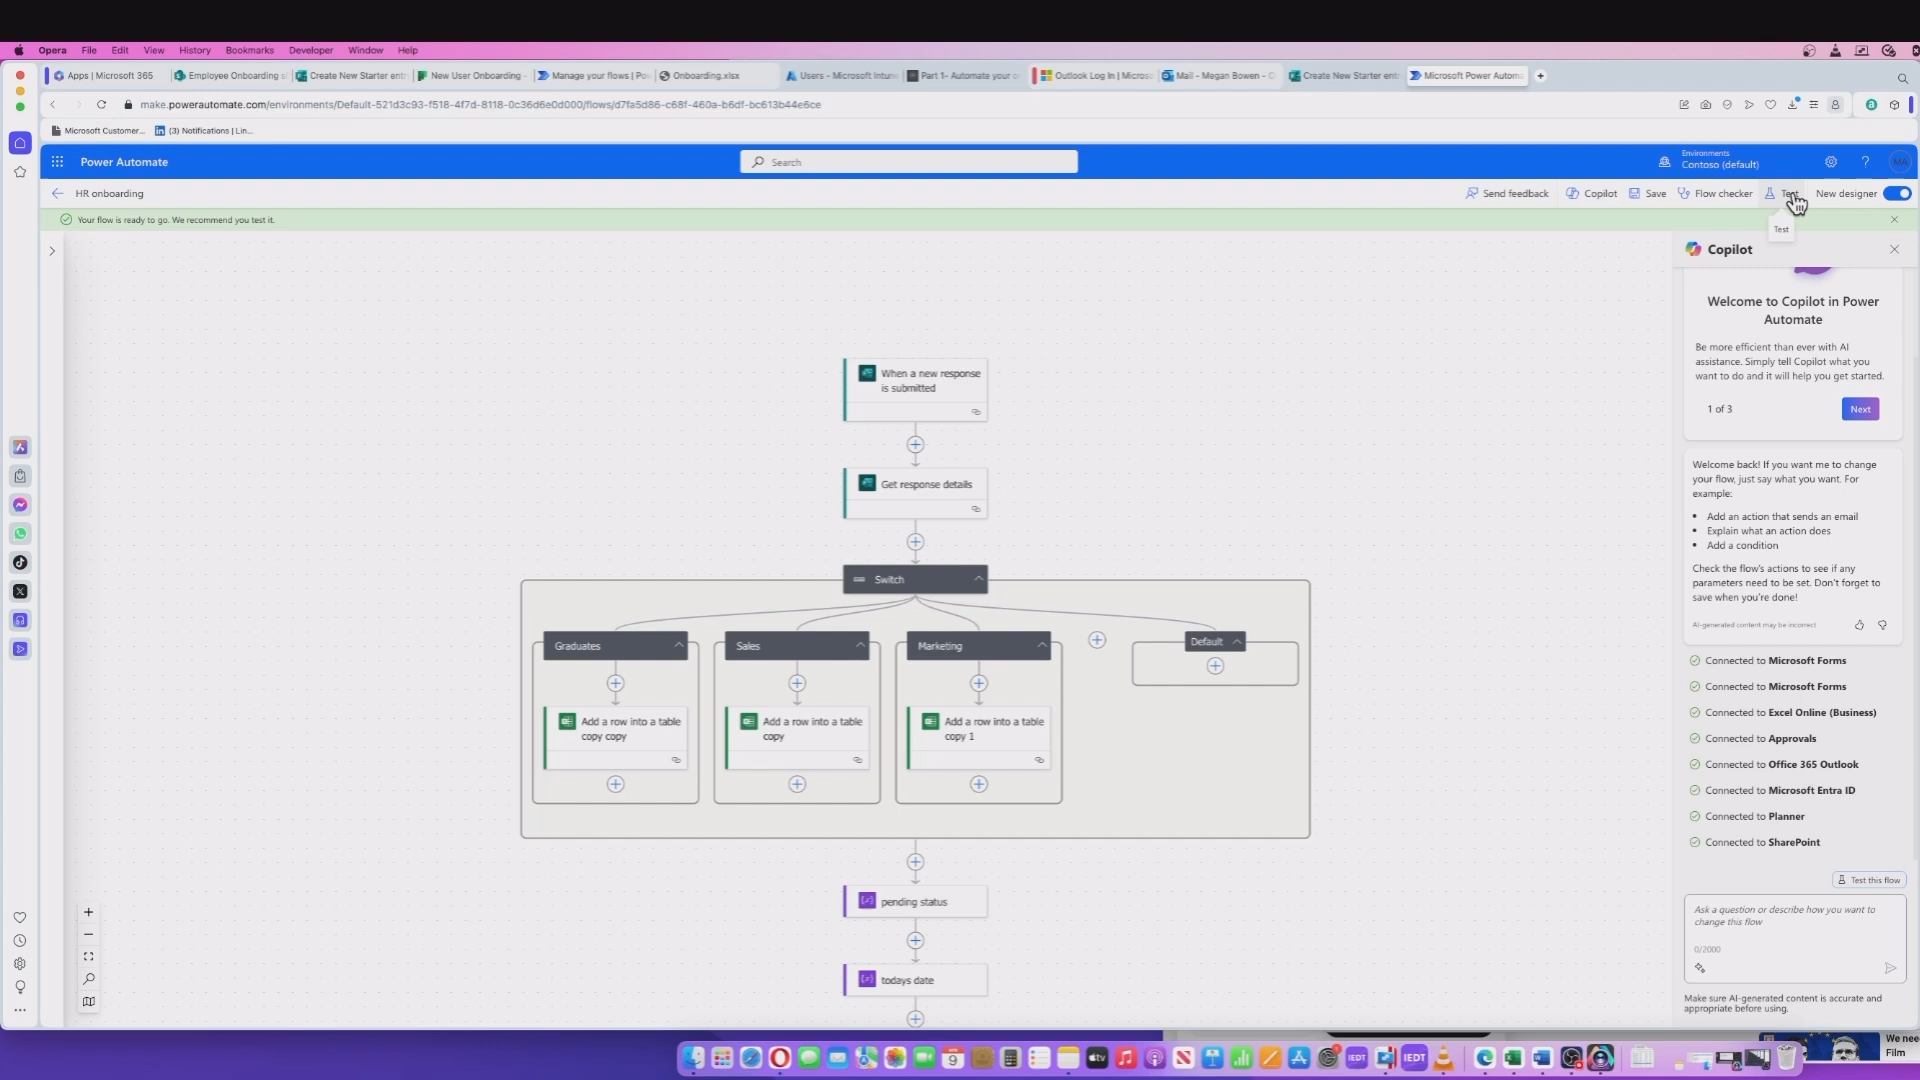 Opera File Edit View History Bookmarks Developer Window Help
Apps | Microsoft 365 Employee Onboarding s Create New Starter entr New User Onboarding - Manage your flows | Po Onboarding.xlsx Users - Microsoft Intune Part 1- Automate your o Outlook Log In | Micros Mail - Megan Bowen - O Create New Starter entr Microsoft Power Automa
make.powerautomate.com/environments/Default-521d3c93-f518-4f7d-8118-0c36d6e0d000/flows/d7fa5d86-c68f-460a-b6df-bc613b44e6ce
Microsoft Customer... (3) Notifications | Lin...
Power Automate
Search
Environments
Contoso (default)
MA
HR onboarding
Send feedback Copilot Save Flow checker Test New designer
Your flow is ready to go. We recommend you test it.
Test
Copilot
Welcome to Copilot in Power
Automate
Be more efficient than ever with AI
assistance. Simply tell Copilot what you
want to do and it will help you get started.
1 of 3 Next
Welcome back! If you want me to change
your flow, just say what you want. For
example:
• Add an action that sends an email
• Explain what an action does
• Add a condition
Check the flow's actions to see if any
parameters need to be set. Don't forget to
save when you're done!
AI-generated content may be incorrect
Connected to Microsoft Forms
Connected to Microsoft Forms
Connected to Excel Online (Business)
Connected to Approvals
Connected to Office 365 Outlook
Connected to Microsoft Entra ID
Connected to Planner
Connected to SharePoint
Test this flow
Ask a question or describe how you want to
change this flow
0/2000
Make sure AI-generated content is accurate and
appropriate before using.
When a new response
is submitted
Get response details
Switch
Graduates Sales Marketing Default
Add a row into a table
copy copy
Add a row into a table
copy
Add a row into a table
copy 1
pending status
todays date
We nee
Film
9
tv
IEDT
IEDT